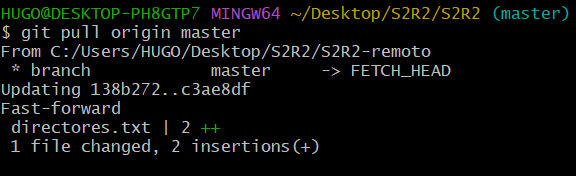 HUGO@DESKTOP-PH8GTP7 MINGW64 ~/Desktop/S2R2/S2R2 (master)
$ git pull origin master
From C:/Users/HUGO/Desktop/S2R2/S2R2-remoto
 * branch            master     -> FETCH_HEAD
Updating 138b272..c3ae8df
Fast-forward
 directores.txt | 2 ++
 1 file changed, 2 insertions(+)